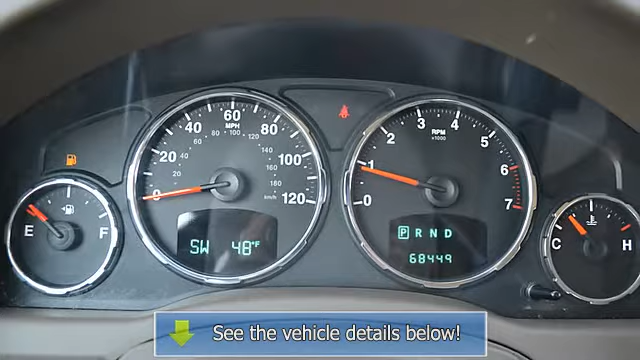 E F
0 20 40 60 80 100 120
MPH
20 40 60 80 100 120 140 160 180
km/h
SW 48°F
0 1 2 3 4 5 6 7
RPM
x1000
P R N D
68449
C H
See the vehicle details below!